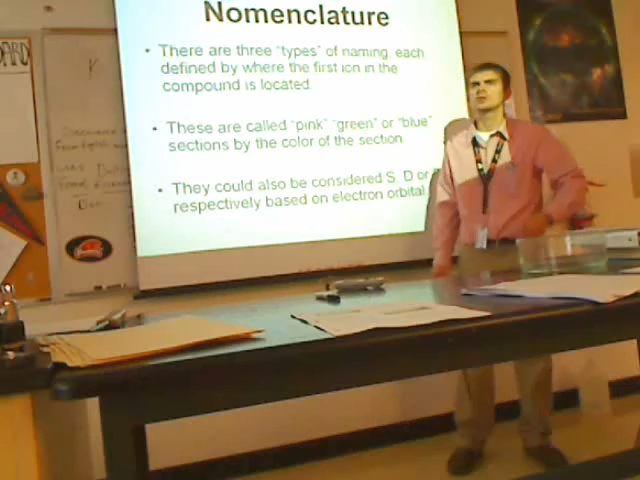 Nomenclature
• There are three "types" of naming, each
defined by where the first ion in the
compound is located.
• These are called "pink" "green" or "blue"
sections by the color of the section.
• They could also be considered S, D or
respectively based on electron orbital